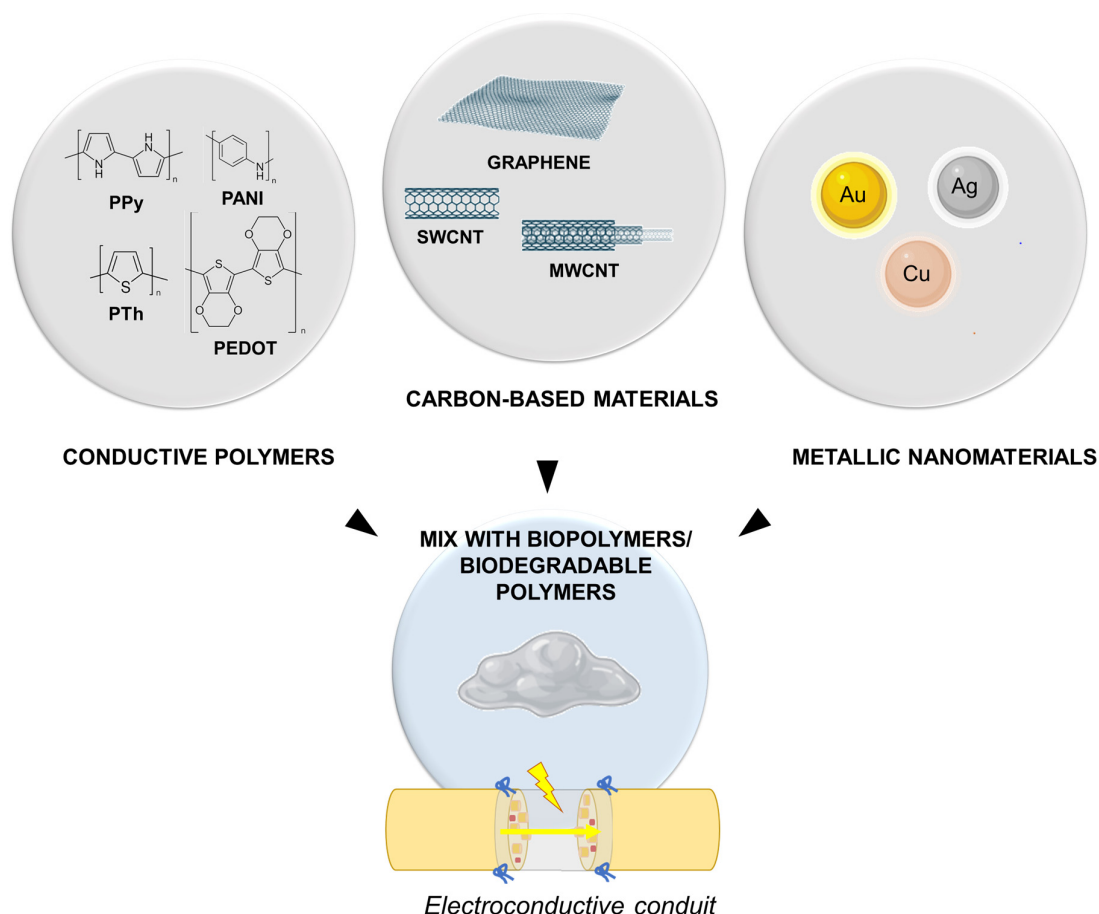 H
N
N
H
n
PPy
N
H
n
PANI
S
n
PTh
O
O
S
S
O
O
n
PEDOT
CONDUCTIVE POLYMERS
GRAPHENE
SWCNT
MWCNT
CARBON-BASED MATERIALS
Au
Ag
Cu
METALLIC NANOMATERIALS
MIX WITH BIOPOLYMERS/
BIODEGRADABLE
POLYMERS
Electroconductive conduit